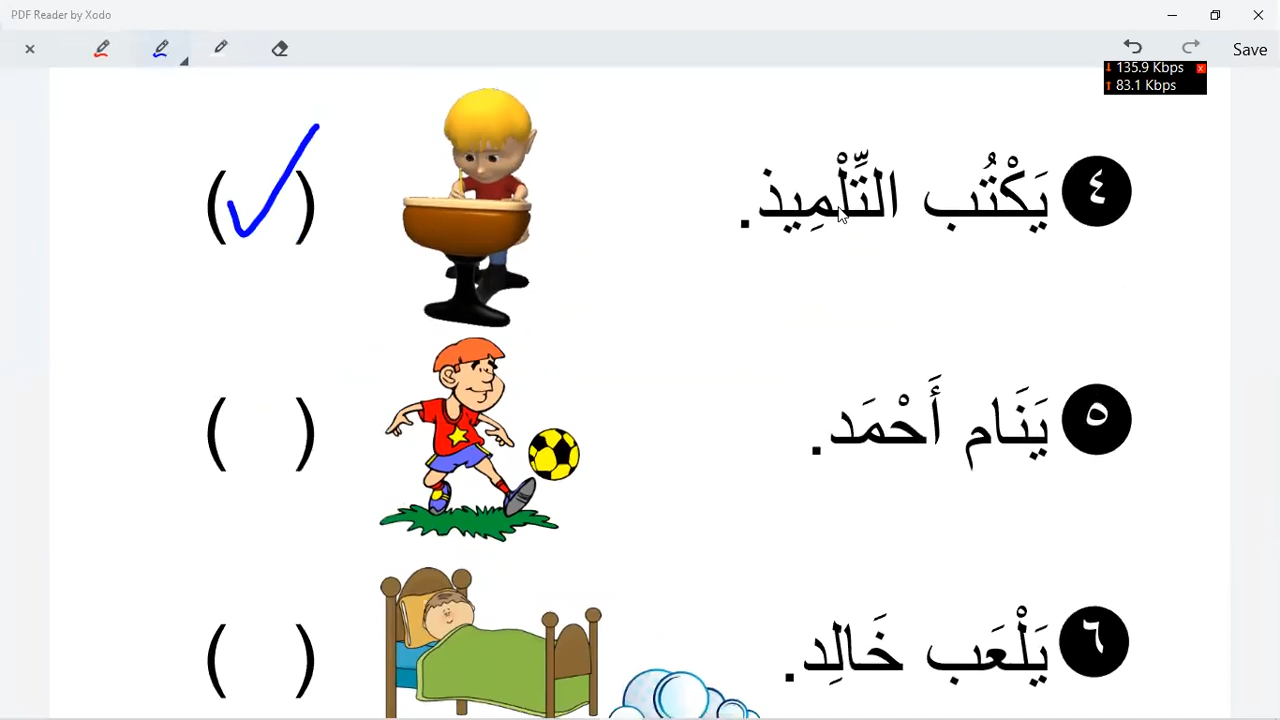 PDF Reader by Xodo
Save
↓ 135.9 Kbps x
↑ 83.1 Kbps
٤ يَكْتُب التِّلْمِيذ. (✓)
٥ يَنَام أَحْمَد. ( )
٦ يَلْعَب خَالِد. ( )